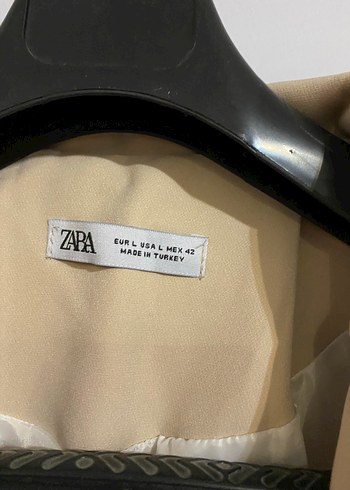 ZARA
EUR L USA L MEX 42
MADE IN TURKEY